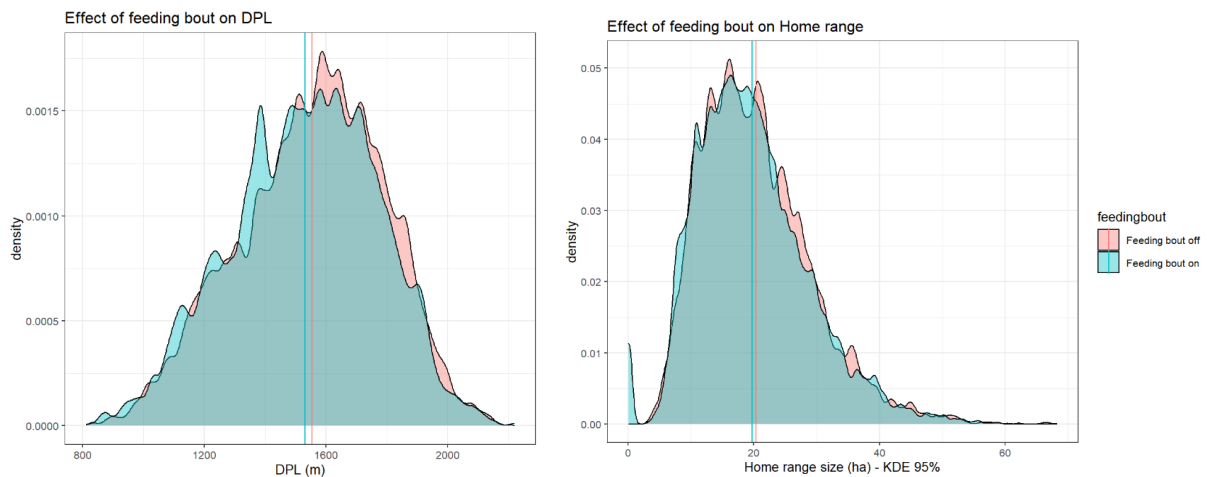 Effect of feeding bout on DPL
density
0.0015
0.0010
0.0005
0.0000
800
1200
1600
2000
DPL (m)
Effect of feeding bout on Home range
density
0.05
0.04
0.03
0.02
0.01
0.00
0
20
40
60
Home range size (ha) - KDE 95%
feedingbout
Feeding bout off
Feeding bout on